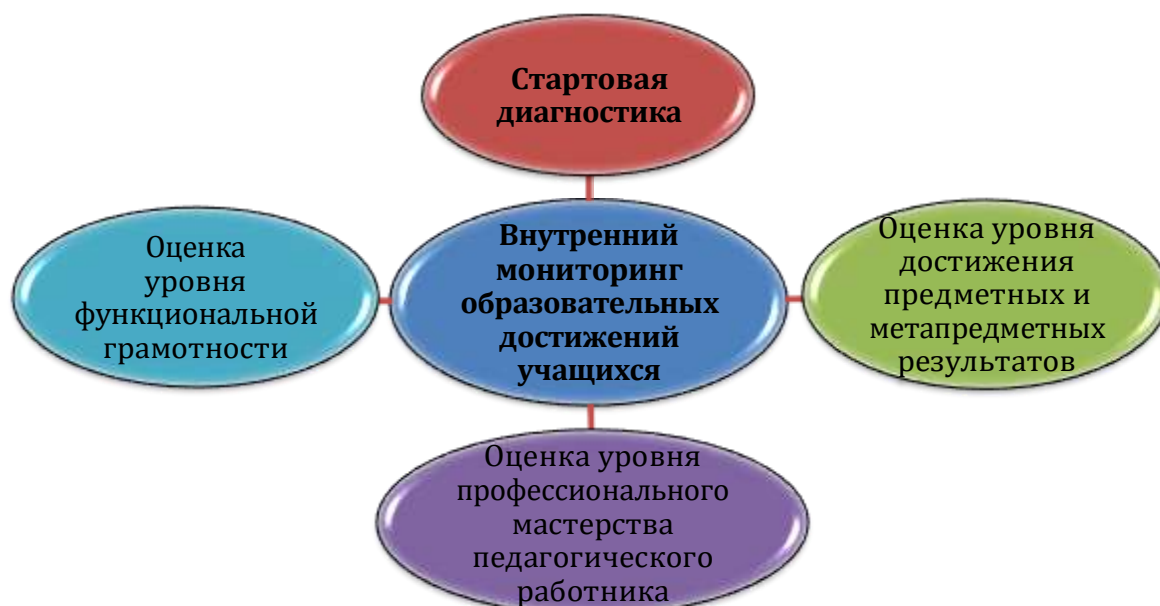 Стартовая
диагностика
Оценка
уровня
функциональной
грамотности
Внутренний
мониторинг
образовательных
достижений
учащихся
Оценка уровня
достижения
предметных и
метапредметных
результатов
Оценка уровня
профессионального
мастерства
педагогического
работника